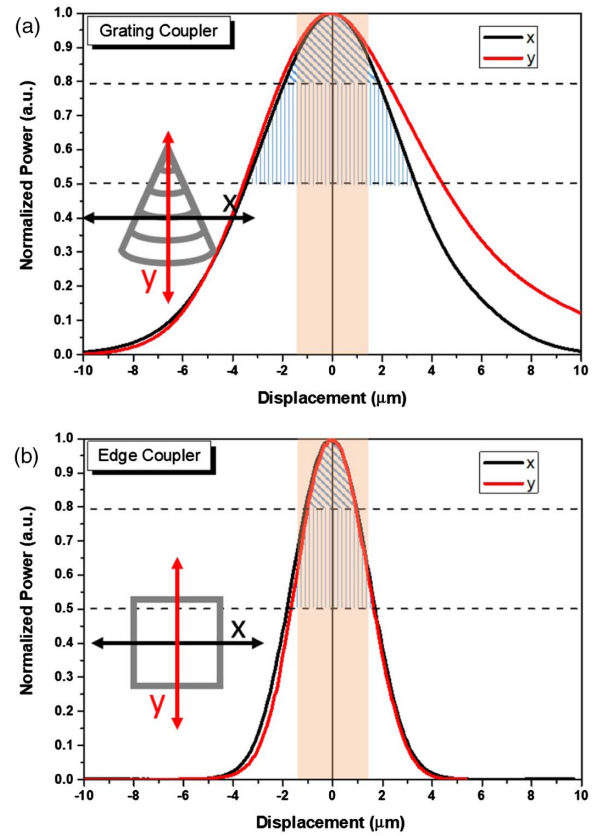 (a)
Grating Coupler
x
y
Normalized Power (a.u.)
1.0
0.9
0.8
0.7
0.6
0.5
0.4
0.3
0.2
0.1
0.0
X
y
-10 -8 -6 -4 -2 0 2 4 6 8 10
Displacement (μm)
(b)
Edge Coupler
x
y
Normalized Power (a.u.)
1.0
0.9
0.8
0.7
0.6
0.5
0.4
0.3
0.2
0.1
0.0
X
y
-10 -8 -6 -4 -2 0 2 4 6 8 10
Displacement (μm)